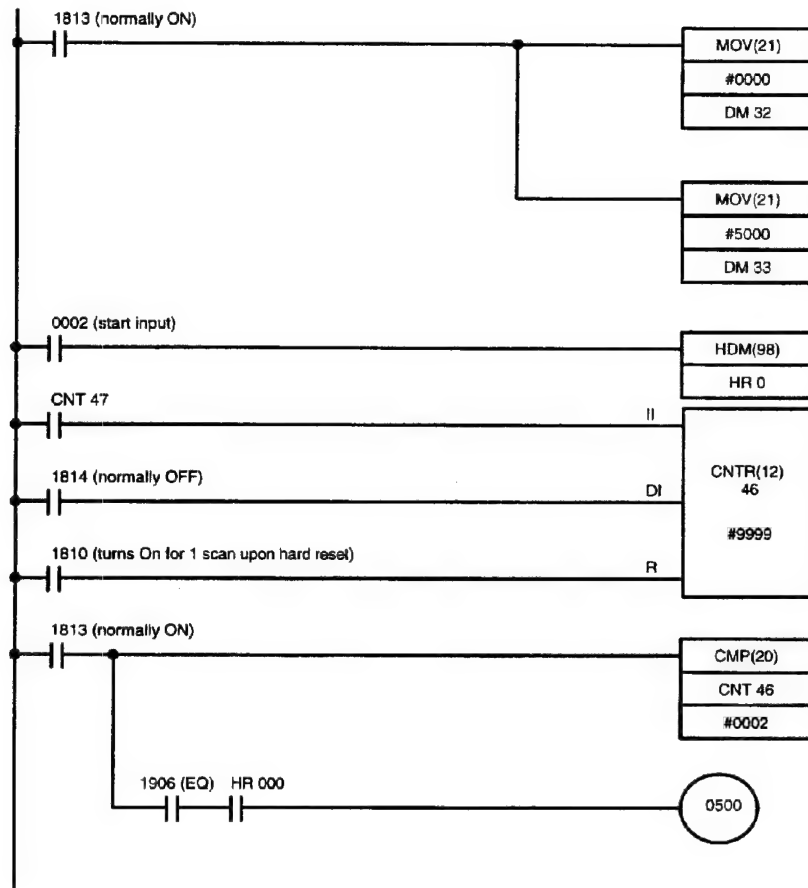 1813 (normally ON)
MOV(21)
#0000
DM 32
MOV(21)
#5000
DM 33
0002 (start input)
HDM(98)
HR 0
CNT 47
II
CNTR(12)
46
#9999
1814 (normally OFF)
DI
1810 (turns On for 1 scan upon hard reset)
R
1813 (normally ON)
CMP(20)
CNT 46
#0002
1906 (EQ) HR 000
0500